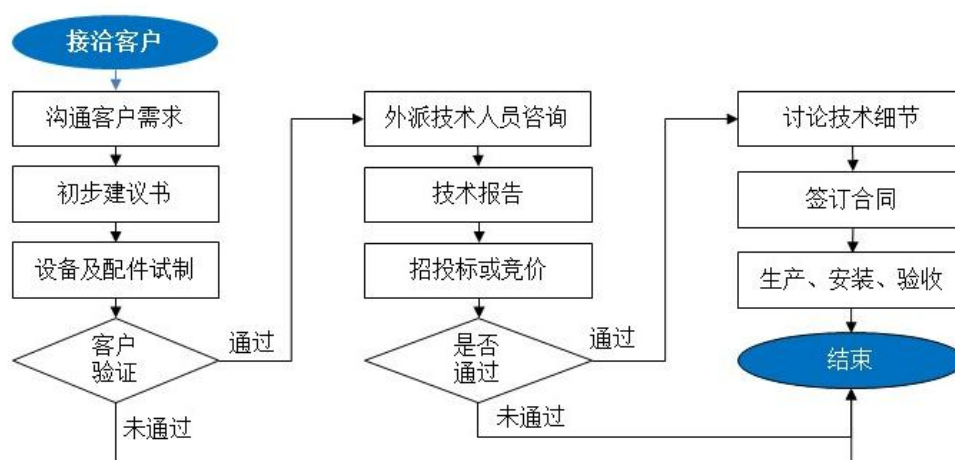 接洽客户
沟通客户需求
初步建议书
设备及配件试制
客户
验证
通过
未通过
外派技术人员咨询
技术报告
招投标或竞价
是否
通过
通过
未通过
讨论技术细节
签订合同
生产、安装、验收
结束